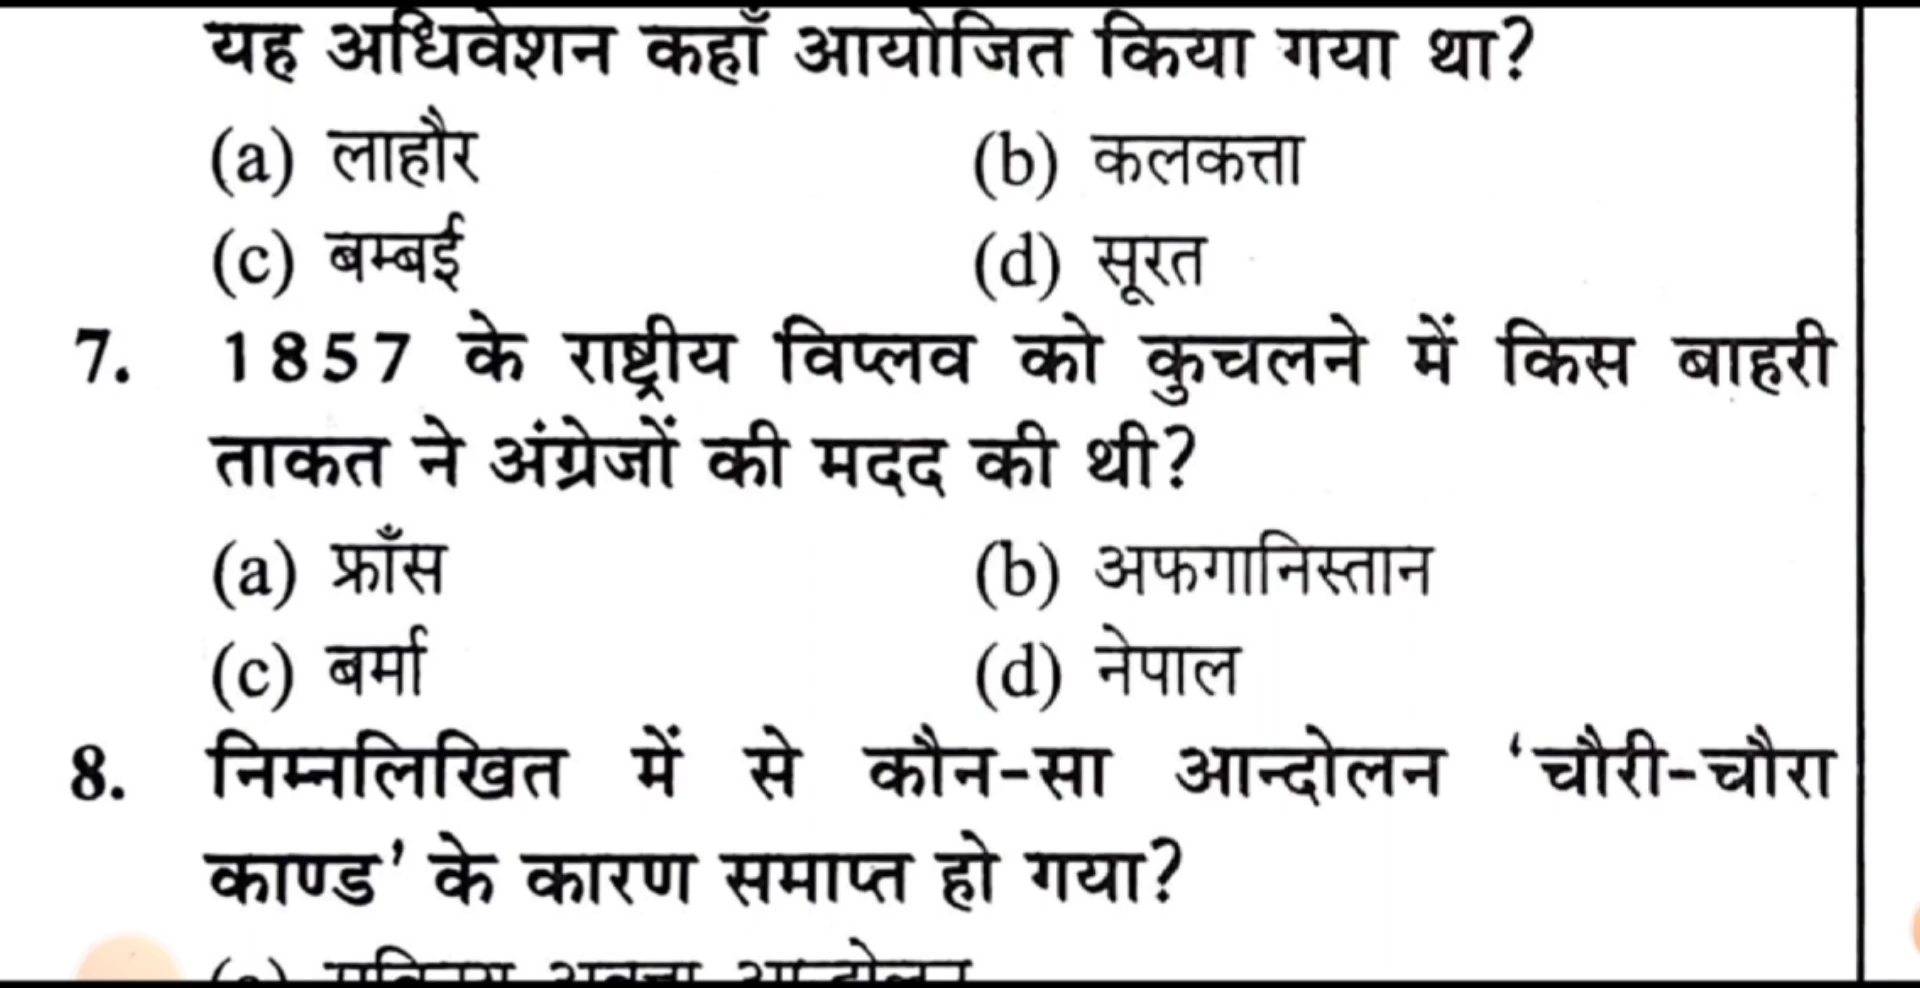 यह अधिवेशन कहाँ आयोजित किया गया था?
(a) लाहौर (b) कलकत्ता
(c) बम्बई (d) सूरत
7. 1857 के राष्ट्रीय विप्लव को कुचलने में किस बाहरी
ताकत ने अंग्रेजों की मदद की थी?
(a) फ्राँस (b) अफगानिस्तान
(c) बर्मा (d) नेपाल
8. निम्नलिखित में से कौन-सा आन्दोलन ‘चौरी-चौरा
काण्ड’ के कारण समाप्त हो गया?